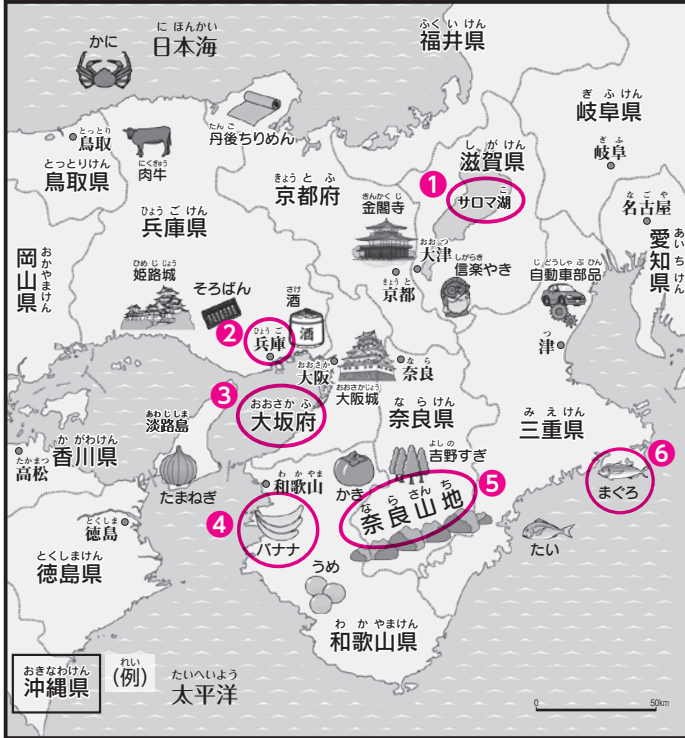 にほんかい
日本海
かに
ふくいけん
福井県
ぎふけん
岐阜県
ぎふ
岐阜
たんご
丹後ちりめん
とっとり
鳥取
とっとりけん
鳥取県
にくぎゅう
肉牛
しがけん
滋賀県
❶
こ
サロマ湖
きょうとふ
京都府
きんかくじ
金閣寺
なごや
名古屋
あいちけん
愛知県
ひょうごけん
兵庫県
おおつ
大津
しがらき
信楽やき
じどうしゃぶひん
自動車部品
おかやまけん
岡山県
ひめじじょう
姫路城
そろばん
さけ
酒
酒
きょうと
京都
❷
ひょうご
兵庫
つ
津
おおさか
大阪
おおさかじょう
大阪城
なら
奈良
❸
おおさかふ
大坂府
ならけん
奈良県
みえけん
三重県
あわじしま
淡路島
かがわけん
香川県
たかまつ
高松
たまねぎ
わかやま
和歌山
かき
よしの
吉野すぎ
❺
ならさんち
奈良山地
❻
まぐろ
❹
バナナ
たい
とくしま
徳島
とくしまけん
徳島県
うめ
わかやまけん
和歌山県
おきなわけん
沖縄県
れい
(例)
たいへいよう
太平洋
0 50km